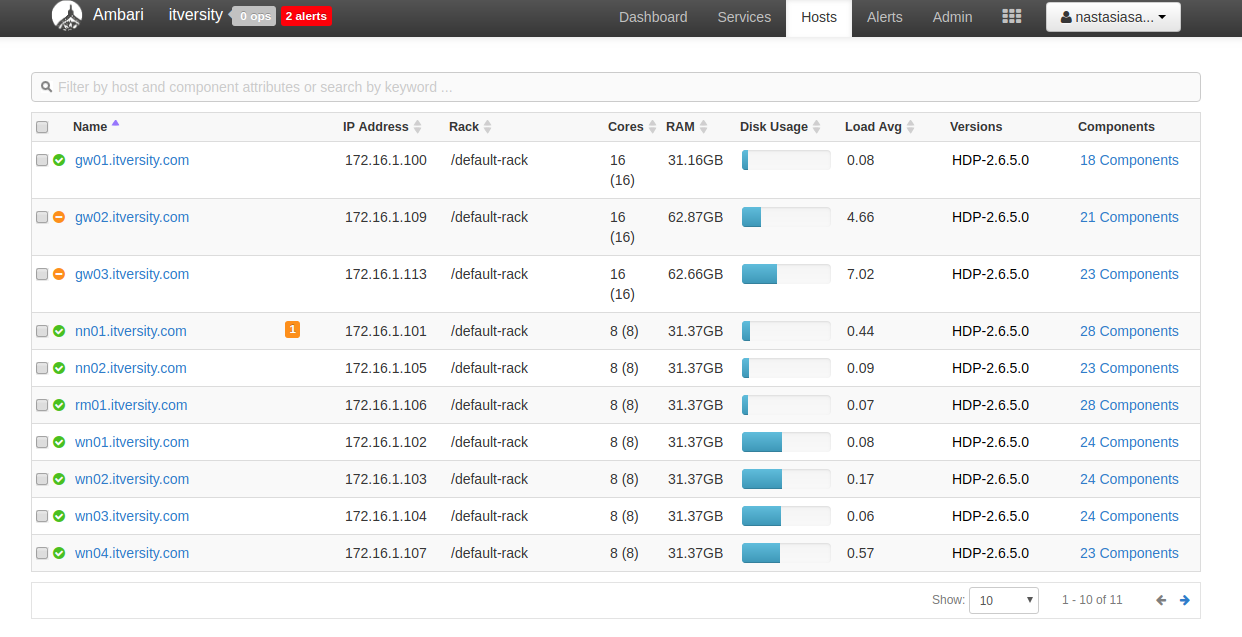 Ambari itversity 0 ops 2 alerts Dashboard Services Hosts Alerts Admin nastasiasa...
Filter by host and component attributes or search by keyword ...
Name IP Address Rack Cores RAM Disk Usage Load Avg Versions Components
gw01.itversity.com 172.16.1.100 /default-rack 16 31.16GB 0.08 HDP-2.6.5.0 18 Components
(16)
gw02.itversity.com 172.16.1.109 /default-rack 16 62.87GB 4.66 HDP-2.6.5.0 21 Components
(16)
gw03.itversity.com 172.16.1.113 /default-rack 16 62.66GB 7.02 HDP-2.6.5.0 23 Components
(16)
nn01.itversity.com 1 172.16.1.101 /default-rack 8 (8) 31.37GB 0.44 HDP-2.6.5.0 28 Components
nn02.itversity.com 172.16.1.105 /default-rack 8 (8) 31.37GB 0.09 HDP-2.6.5.0 23 Components
rm01.itversity.com 172.16.1.106 /default-rack 8 (8) 31.37GB 0.07 HDP-2.6.5.0 28 Components
wn01.itversity.com 172.16.1.102 /default-rack 8 (8) 31.37GB 0.08 HDP-2.6.5.0 24 Components
wn02.itversity.com 172.16.1.103 /default-rack 8 (8) 31.37GB 0.17 HDP-2.6.5.0 24 Components
wn03.itversity.com 172.16.1.104 /default-rack 8 (8) 31.37GB 0.06 HDP-2.6.5.0 24 Components
wn04.itversity.com 172.16.1.107 /default-rack 8 (8) 31.37GB 0.57 HDP-2.6.5.0 23 Components
Show: 10 1 - 10 of 11